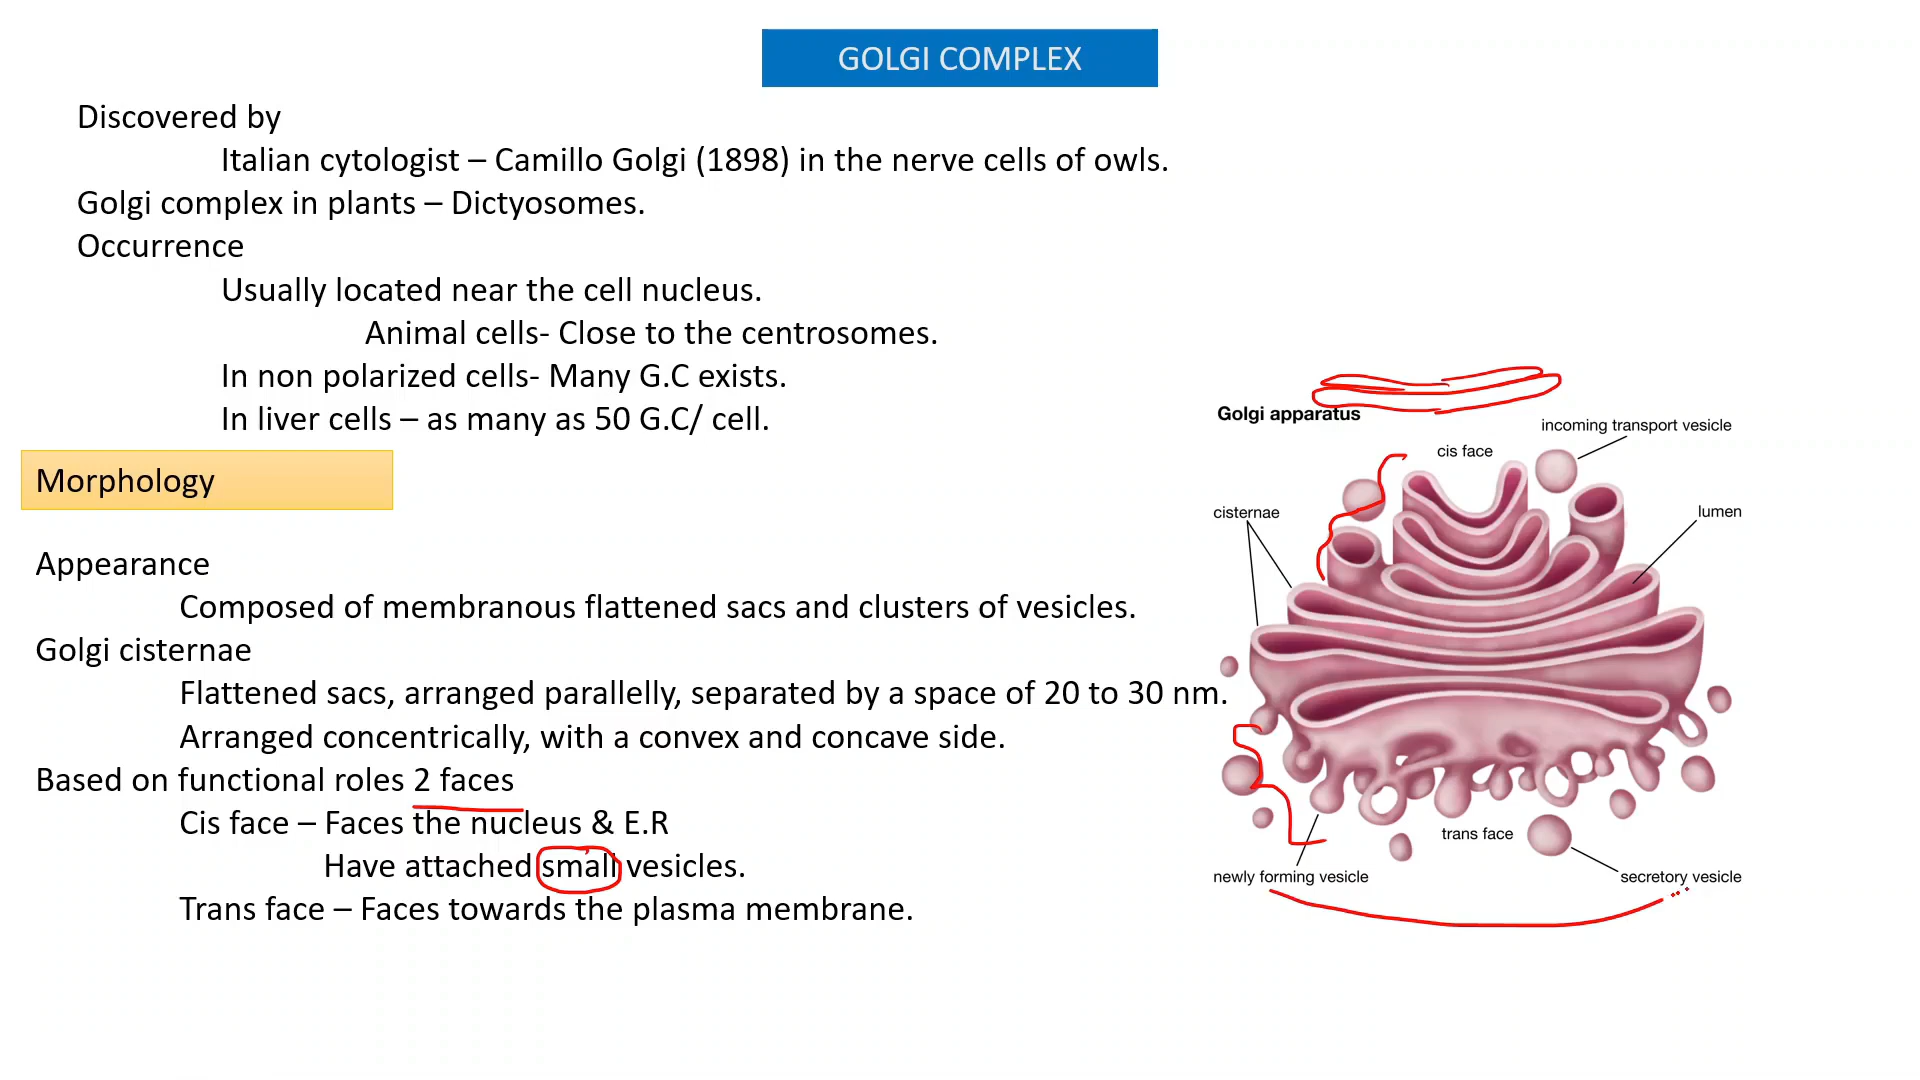 GOLGI COMPLEX
Discovered by
Italian cytologist – Camillo Golgi (1898) in the nerve cells of owls.
Golgi complex in plants – Dictyosomes.
Occurrence
Usually located near the cell nucleus.
Animal cells- Close to the centrosomes.
In non polarized cells- Many G.C exists.
In liver cells – as many as 50 G.C/ cell.
Morphology
Appearance
Composed of membranous flattened sacs and clusters of vesicles.
Golgi cisternae
Flattened sacs, arranged parallelly, separated by a space of 20 to 30 nm.
Arranged concentrically, with a convex and concave side.
Based on functional roles 2 faces
Cis face – Faces the nucleus & E.R
Have attached small vesicles.
Trans face – Faces towards the plasma membrane.
Golgi apparatus
incoming transport vesicle
cis face
cisternae
lumen
trans face
newly forming vesicle
secretory vesicle